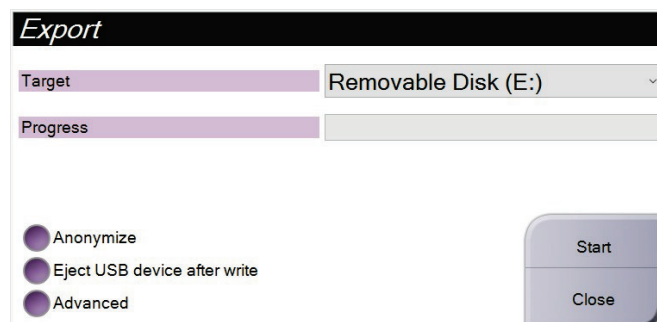 Export
Target
Removable Disk (E:)
Progress
Anonymize
Eject USB device after write
Advanced
Start
Close